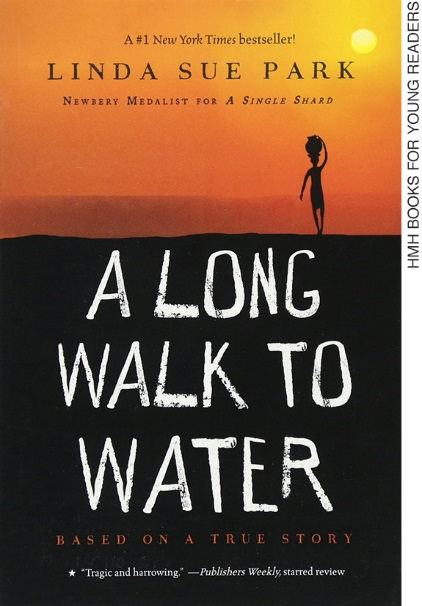 A #1 New York Times bestseller!
LINDA SUE PARK
NEWBERY MEDALIST FOR A SINGLE SHARD
A LONG
WALK TO
WATER
BASED ON A TRUE STORY
★ “Tragic and harrowing.” —Publishers Weekly, starred review
HMH BOOKS FOR YOUNG READERS